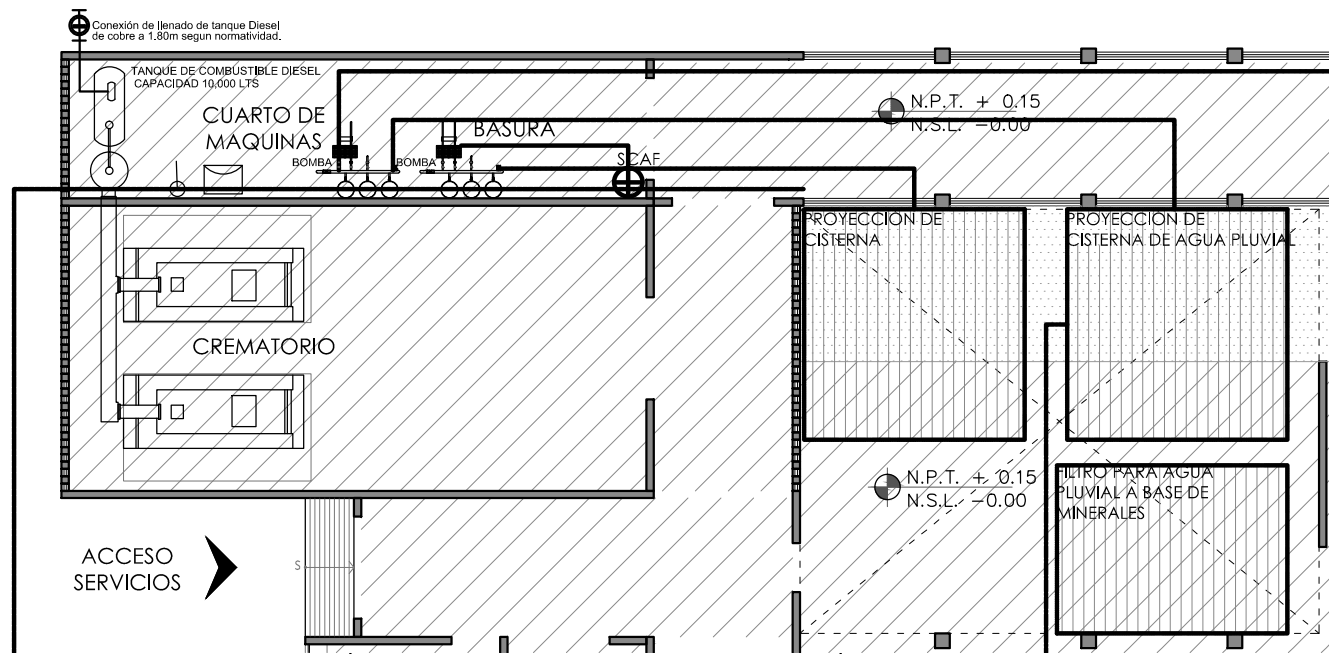 Conexión de llenado de tanque Diesel
de cobre a 1.80m segun normatividad.
TANQUE DE COMBUSTIBLE DIESEL
CAPACIDAD 10,000 LTS
CUARTO DE
MAQUINAS
BOMBA
BASURA
BOMBA
SCAF
N.P.T. + 0.15
N.S.L. -0.00
PROYECCION DE
CISTERNA
PROYECCION DE
CISTERNA DE AGUA PLUVIAL
CREMATORIO
N.P.T. + 0.15
N.S.L. -0.00
FILTRO PARA AGUA
PLUVIAL A BASE DE
MINERALES
ACCESO
SERVICIOS
S